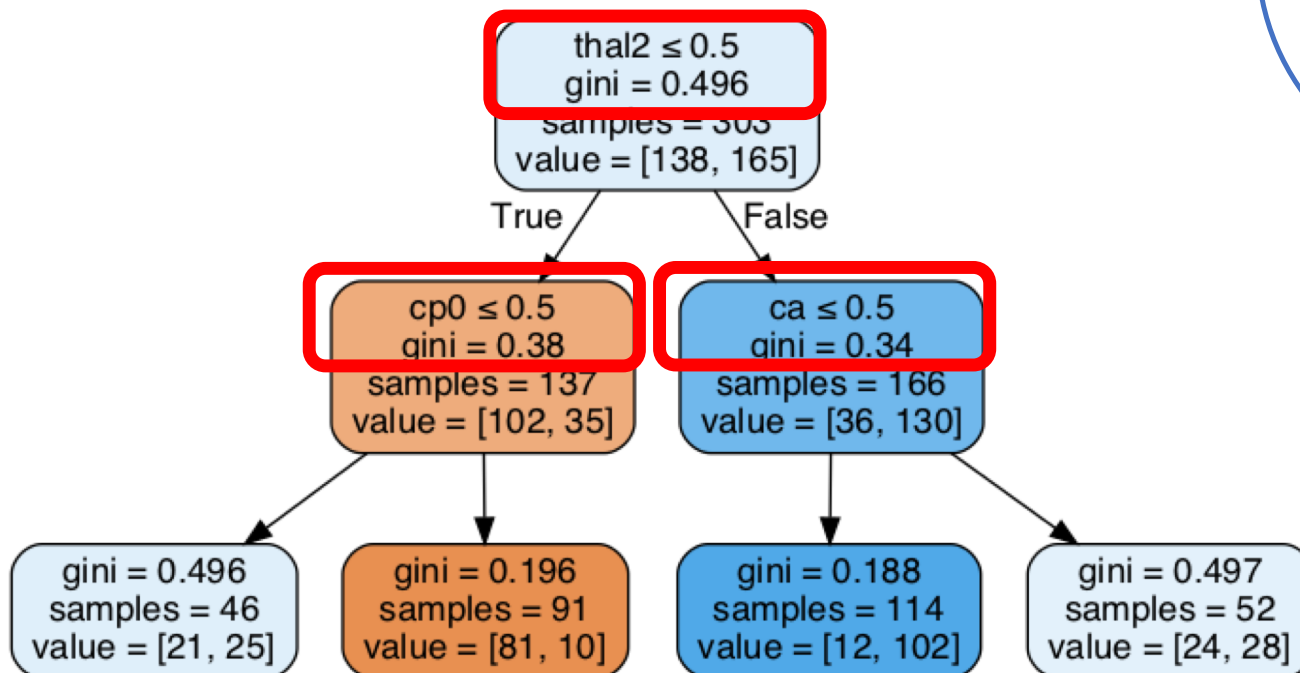 thal2 ≤ 0.5
gini = 0.496
samples = 303
value = [138, 165]
True
False
cp0 ≤ 0.5
gini = 0.38
samples = 137
value = [102, 35]
ca ≤ 0.5
gini = 0.34
samples = 166
value = [36, 130]
gini = 0.496
samples = 46
value = [21, 25]
gini = 0.196
samples = 91
value = [81, 10]
gini = 0.188
samples = 114
value = [12, 102]
gini = 0.497
samples = 52
value = [24, 28]